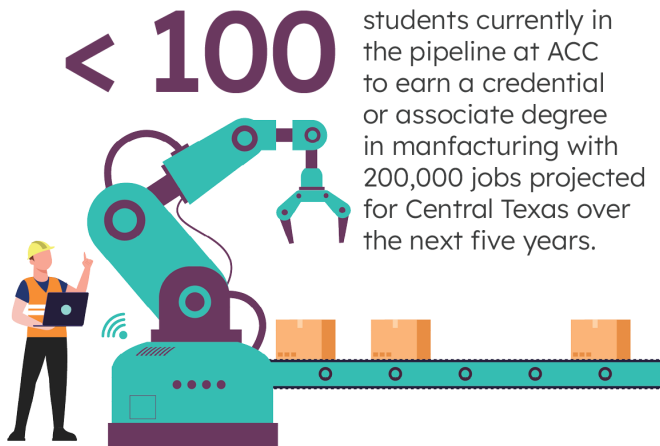 < 100
students currently in
the pipeline at ACC
to earn a credential
or associate degree
in manfacturing with
200,000 jobs projected
for Central Texas over
the next five years.